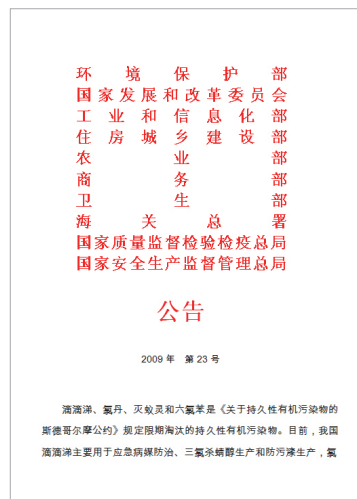 环境保护部
国家发展和改革委员会
工业和信息化部
住房城乡建设部
农业部
商务部
卫生部
海关总署
国家质量监督检验检疫总局
国家安全生产监督管理总局
公告
2009 年 第 23 号
滴滴涕、氯丹、灭蚁灵和六氯苯是《关于持久性有机污染物的
斯德哥尔摩公约》规定限期淘汰的持久性有机污染物。目前，我国
滴滴涕主要用于应急病媒防治、三氯杀螨醇生产和防污漆生产，氯